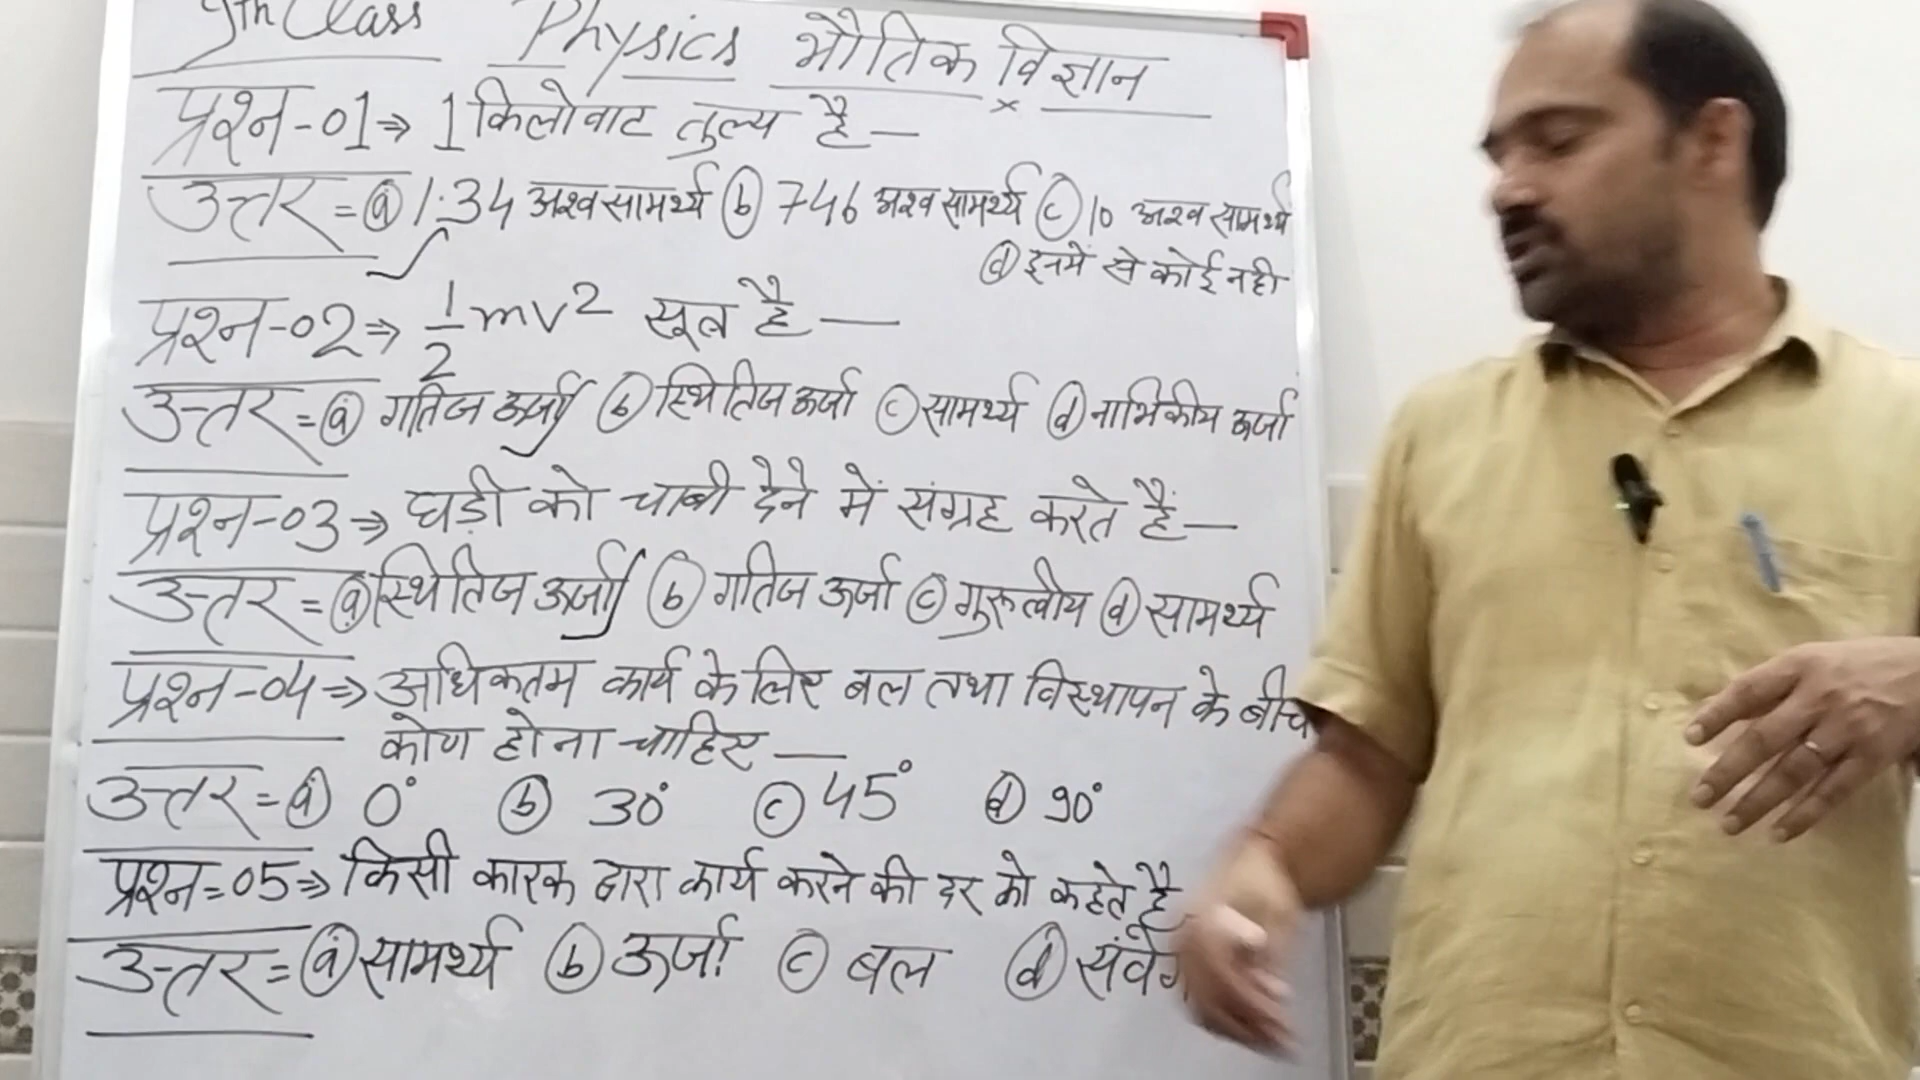 9th Class Physics भौतिक विज्ञान
प्रश्न-01⇒ 1 किलोवाट तुल्य है —
उत्तर = ⓐ 1.34 अश्व सामर्थ्य ⓑ 746 अश्व सामर्थ्य ⓒ 10 अश्व सामर्थ्य
ⓓ इनमें से कोई नही
प्रश्न-02⇒ 1/2 mv² सूत्र है —
उत्तर = ⓐ गतिज ऊर्जा ⓑ स्थितिज ऊर्जा ⓒ सामर्थ्य ⓓ नाभिकीय ऊर्जा
प्रश्न-03⇒ घड़ी को चाबी देने में संग्रह करते हैं —
उत्तर = ⓐ स्थितिज ऊर्जा ⓑ गतिज ऊर्जा ⓒ गुरुत्वीय ⓓ सामर्थ्य
प्रश्न-04⇒ अधिकतम कार्य के लिए बल तथा विस्थापन के बीच
कोण होना चाहिए —
उत्तर = ⓐ 0° ⓑ 30° ⓒ 45° ⓓ 90°
प्रश्न=05⇒ किसी कारक द्वारा कार्य करने की दर को कहते है
उत्तर = ⓐ सामर्थ्य ⓑ ऊर्जा ⓒ बल ⓓ संवेग